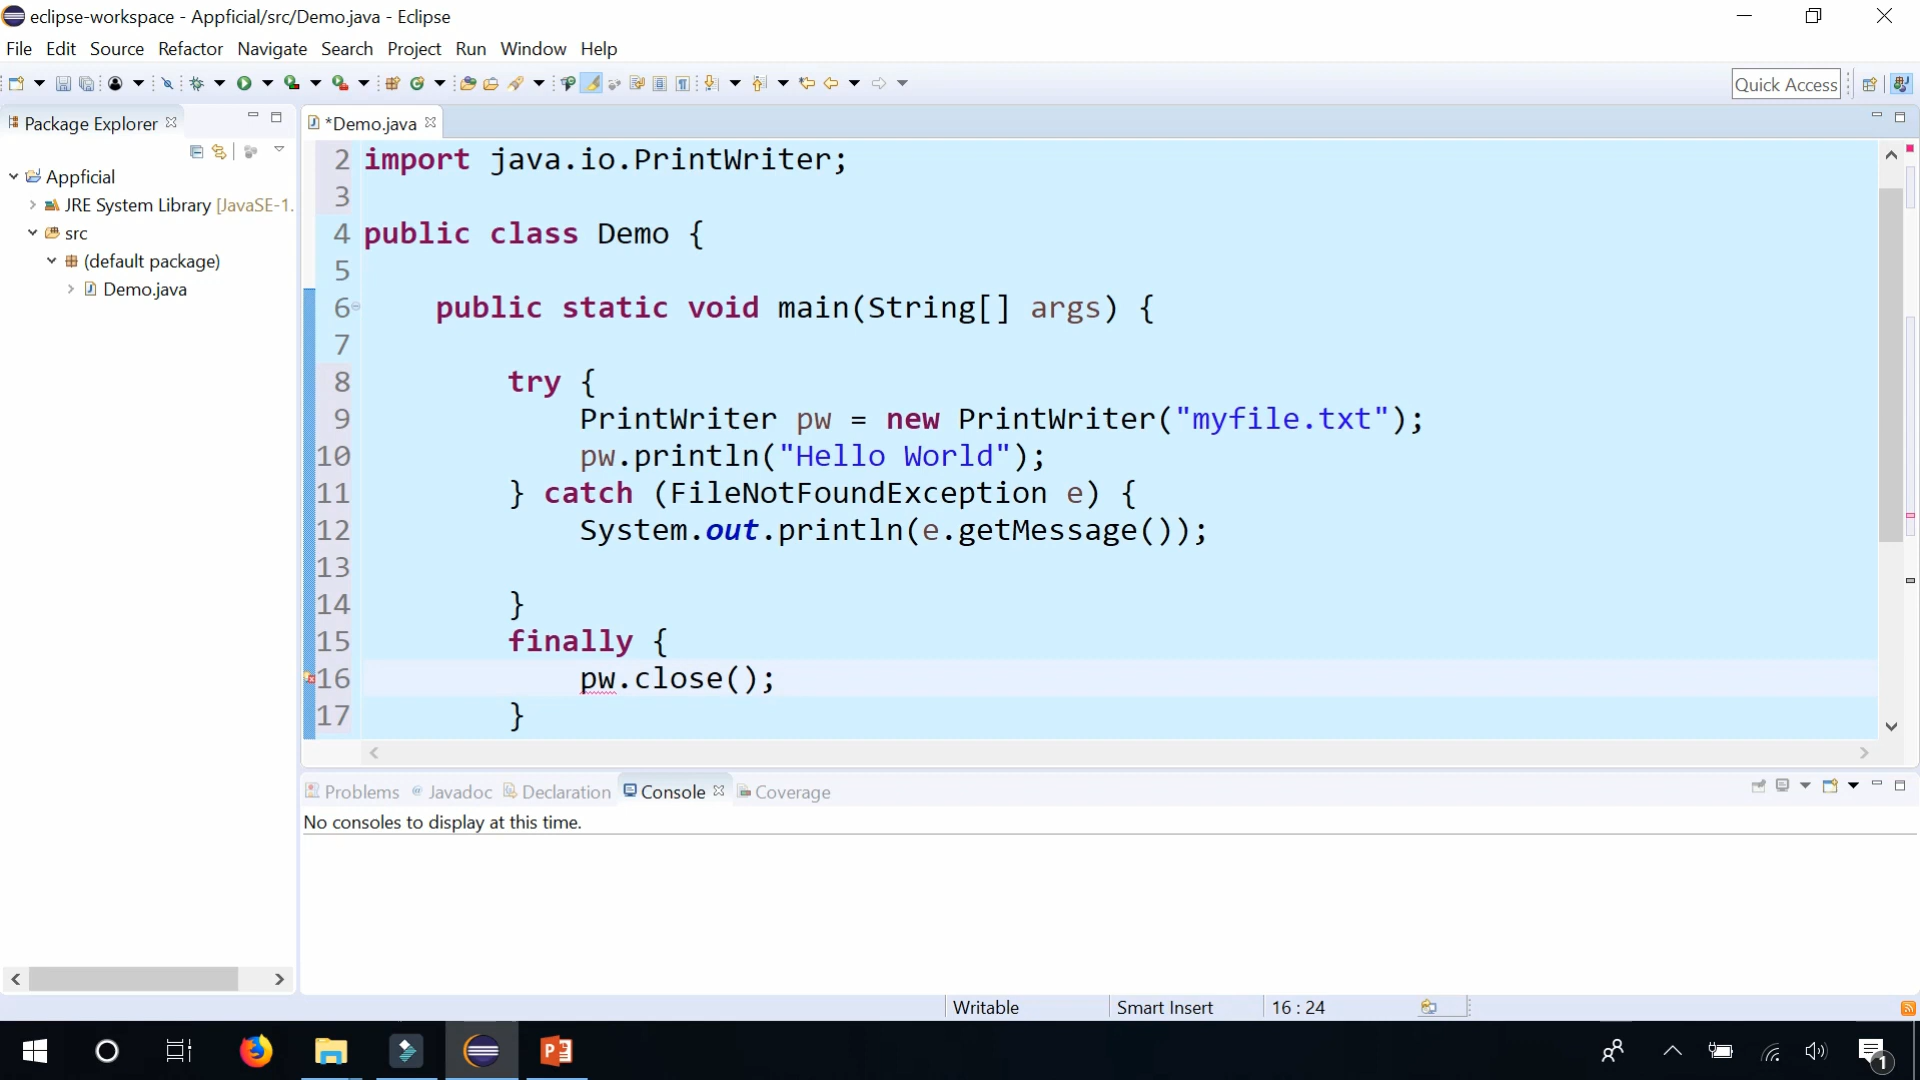 eclipse-workspace - Appficial/src/Demo.java - Eclipse
File Edit Source Refactor Navigate Search Project Run Window Help
Quick Access
Package Explorer
*Demo.java
Appficial
JRE System Library [JavaSE-1.
src
(default package)
Demo.java
2 import java.io.PrintWriter;
3
4 public class Demo {
5
6 public static void main(String[] args) {
7
8 try {
9 PrintWriter pw = new PrintWriter("myfile.txt");
10 pw.println("Hello World");
11 } catch (FileNotFoundException e) {
12 System.out.println(e.getMessage());
13
14 }
15 finally {
16 pw.close();
17 }
Problems Javadoc Declaration Console Coverage
No consoles to display at this time.
Writable Smart Insert 16 : 24
1